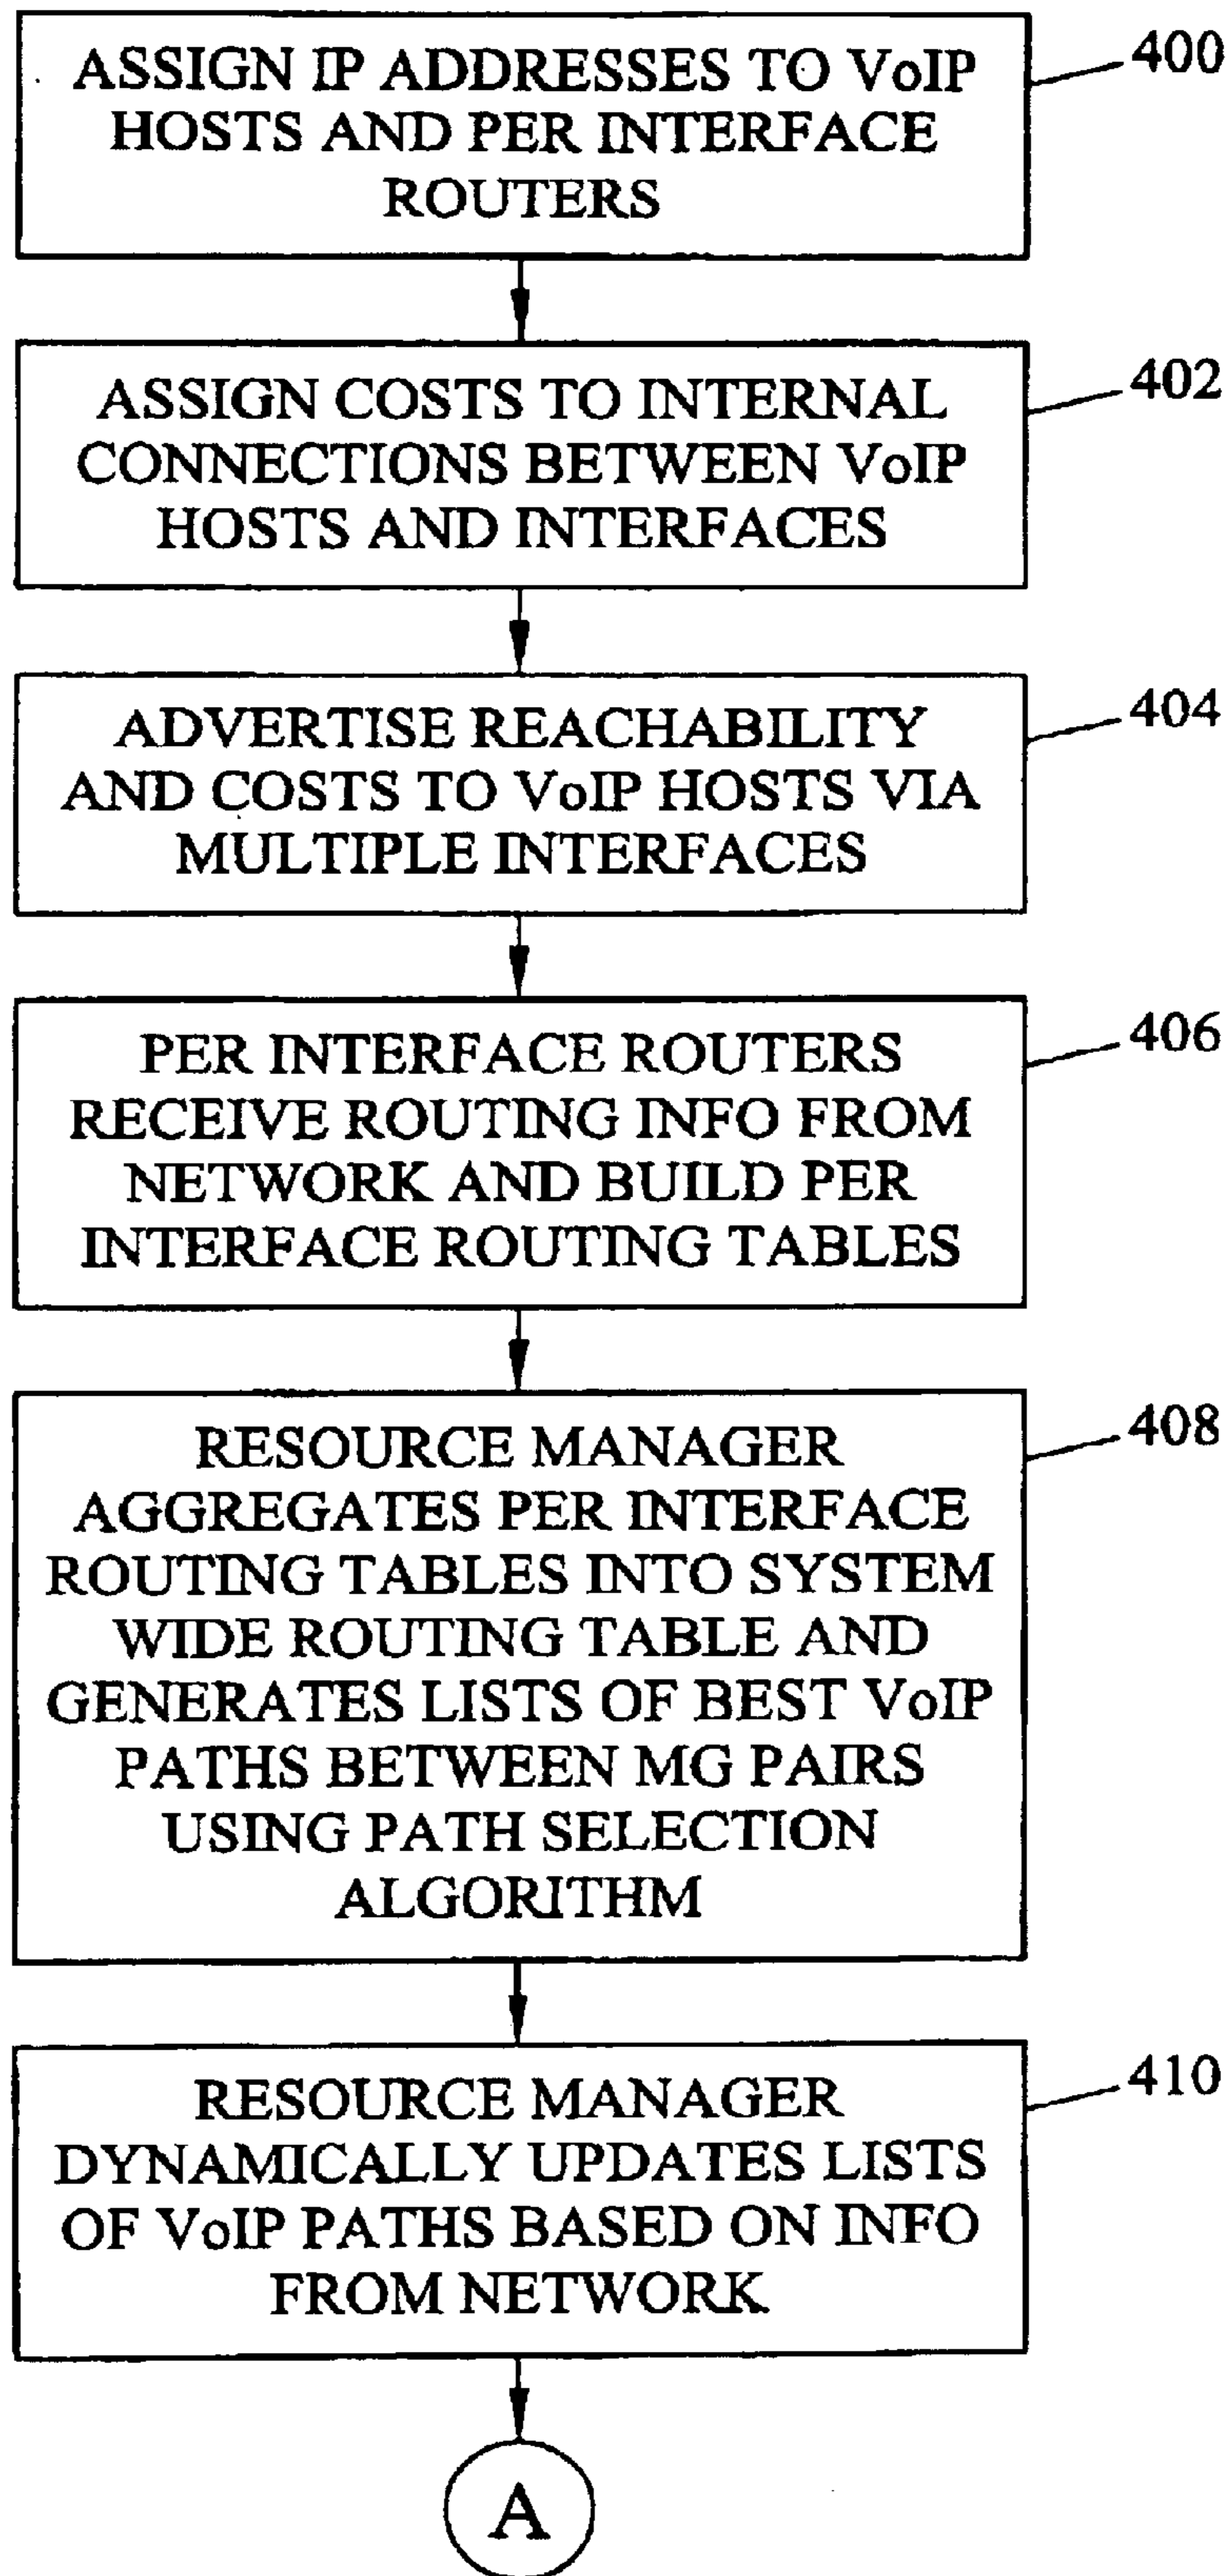 ASSIGN IP ADDRESSES TO VoIP
HOSTS AND PER INTERFACE
ROUTERS
400
ASSIGN COSTS TO INTERNAL
CONNECTIONS BETWEEN VoIP
HOSTS AND INTERFACES
402
ADVERTISE REACHABILITY
AND COSTS TO VoIP HOSTS VIA
MULTIPLE INTERFACES
404
PER INTERFACE ROUTERS
RECEIVE ROUTING INFO FROM
NETWORK AND BUILD PER
INTERFACE ROUTING TABLES
406
RESOURCE MANAGER
AGGREGATES PER INTERFACE
ROUTING TABLES INTO SYSTEM
WIDE ROUTING TABLE AND
GENERATES LISTS OF BEST VoIP
PATHS BETWEEN MG PAIRS
USING PATH SELECTION
ALGORITHM
408
RESOURCE MANAGER
DYNAMICALLY UPDATES LISTS
OF VoIP PATHS BASED ON INFO
FROM NETWORK
410
A